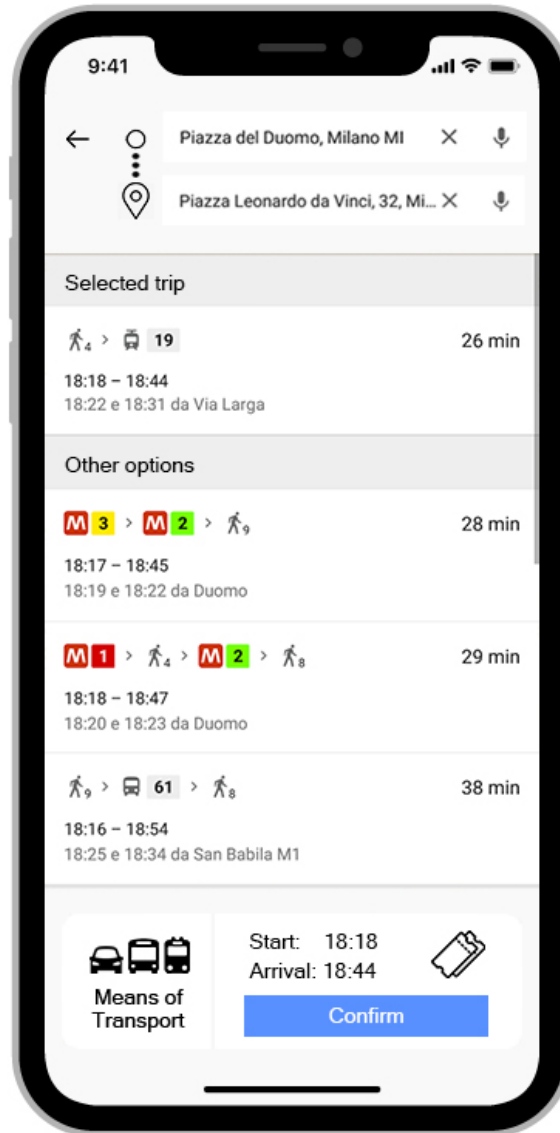 9:41
Piazza del Duomo, Milano MI
Piazza Leonardo da Vinci, 32, Mi...
Selected trip
4 > 19 26 min
18:18 – 18:44
18:22 e 18:31 da Via Larga
Other options
M 3 > M 2 > 9 28 min
18:17 – 18:45
18:19 e 18:22 da Duomo
M 1 > 4 > M 2 > 8 29 min
18:18 – 18:47
18:20 e 18:23 da Duomo
9 > 61 > 8 38 min
18:16 – 18:54
18:25 e 18:34 da San Babila M1
Means of
Transport
Start: 18:18
Arrival: 18:44
Confirm